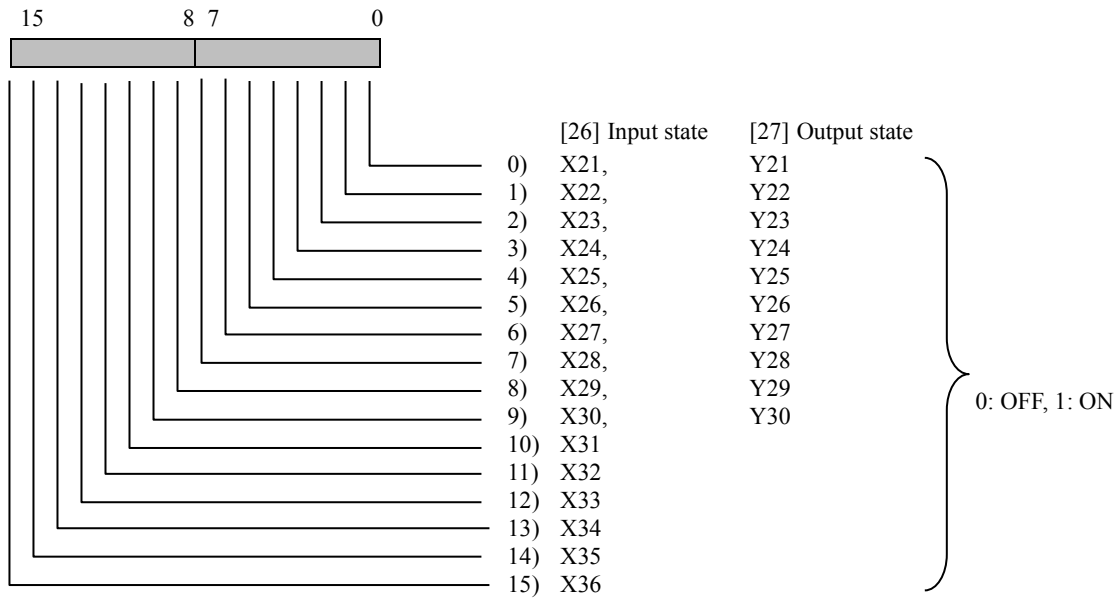 15 8 7 0
[26] Input state [27] Output state
0) X21, Y21
1) X22, Y22
2) X23, Y23
3) X24, Y24
4) X25, Y25
5) X26, Y26
6) X27, Y27
7) X28, Y28
8) X29, Y29
9) X30, Y30
0: OFF, 1: ON
10) X31
11) X32
12) X33
13) X34
14) X35
15) X36